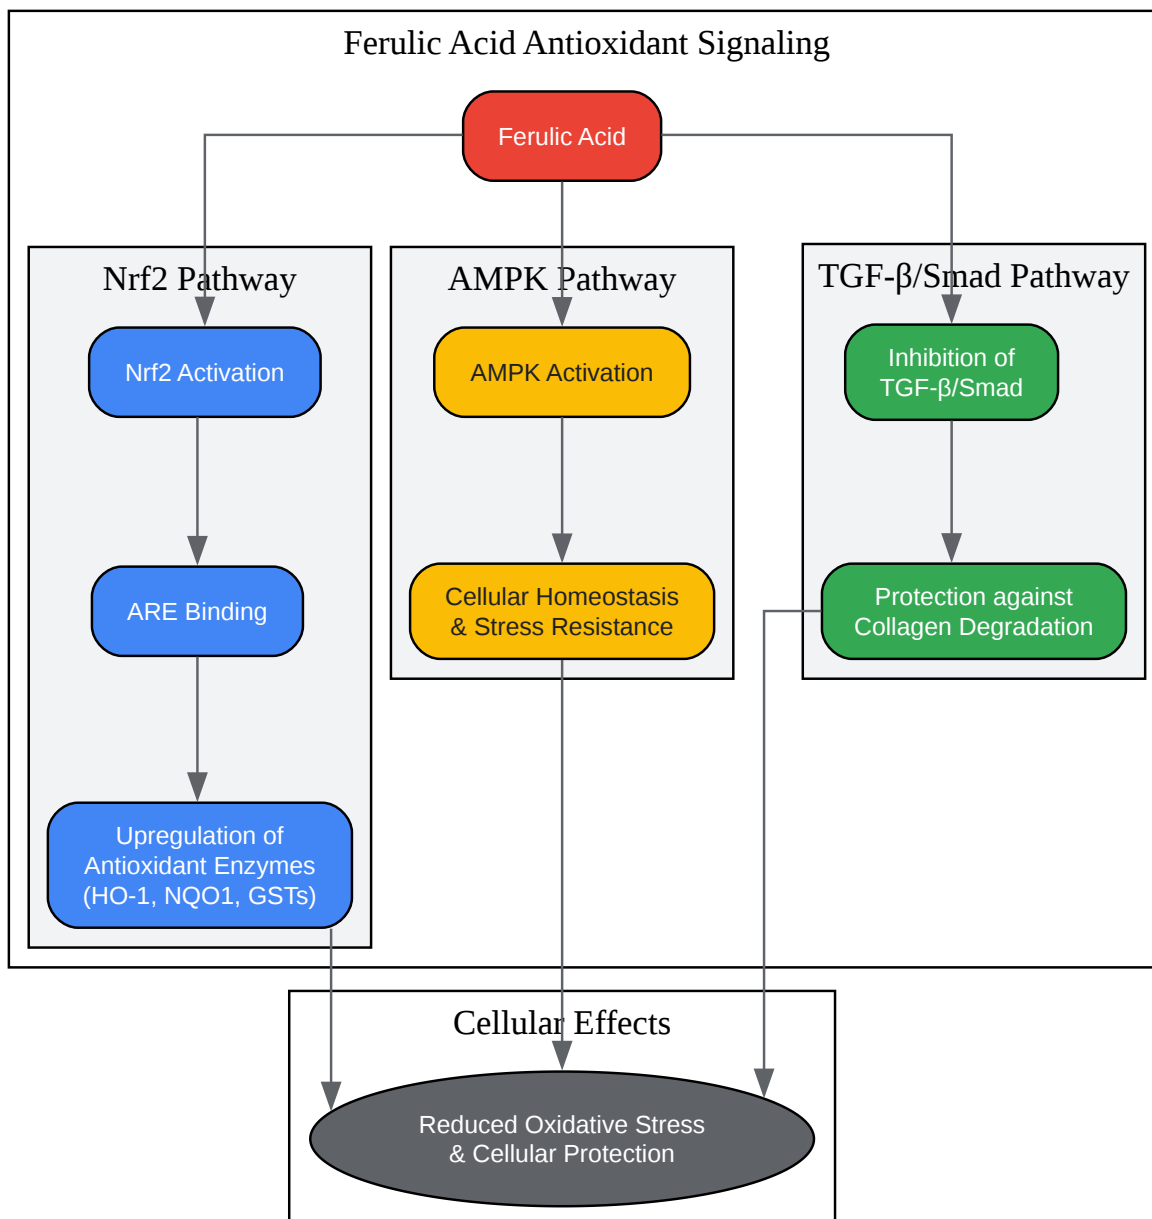 Ferulic Acid Antioxidant Signaling
Ferulic Acid
Nrf2 Pathway
Nrf2 Activation
ARE Binding
Upregulation of
Antioxidant Enzymes
(HO-1, NQO1, GSTs)
AMPK Pathway
AMPK Activation
Cellular Homeostasis
& Stress Resistance
TGF-β/Smad Pathway
Inhibition of
TGF-β/Smad
Protection against
Collagen Degradation
Cellular Effects
Reduced Oxidative Stress
& Cellular Protection